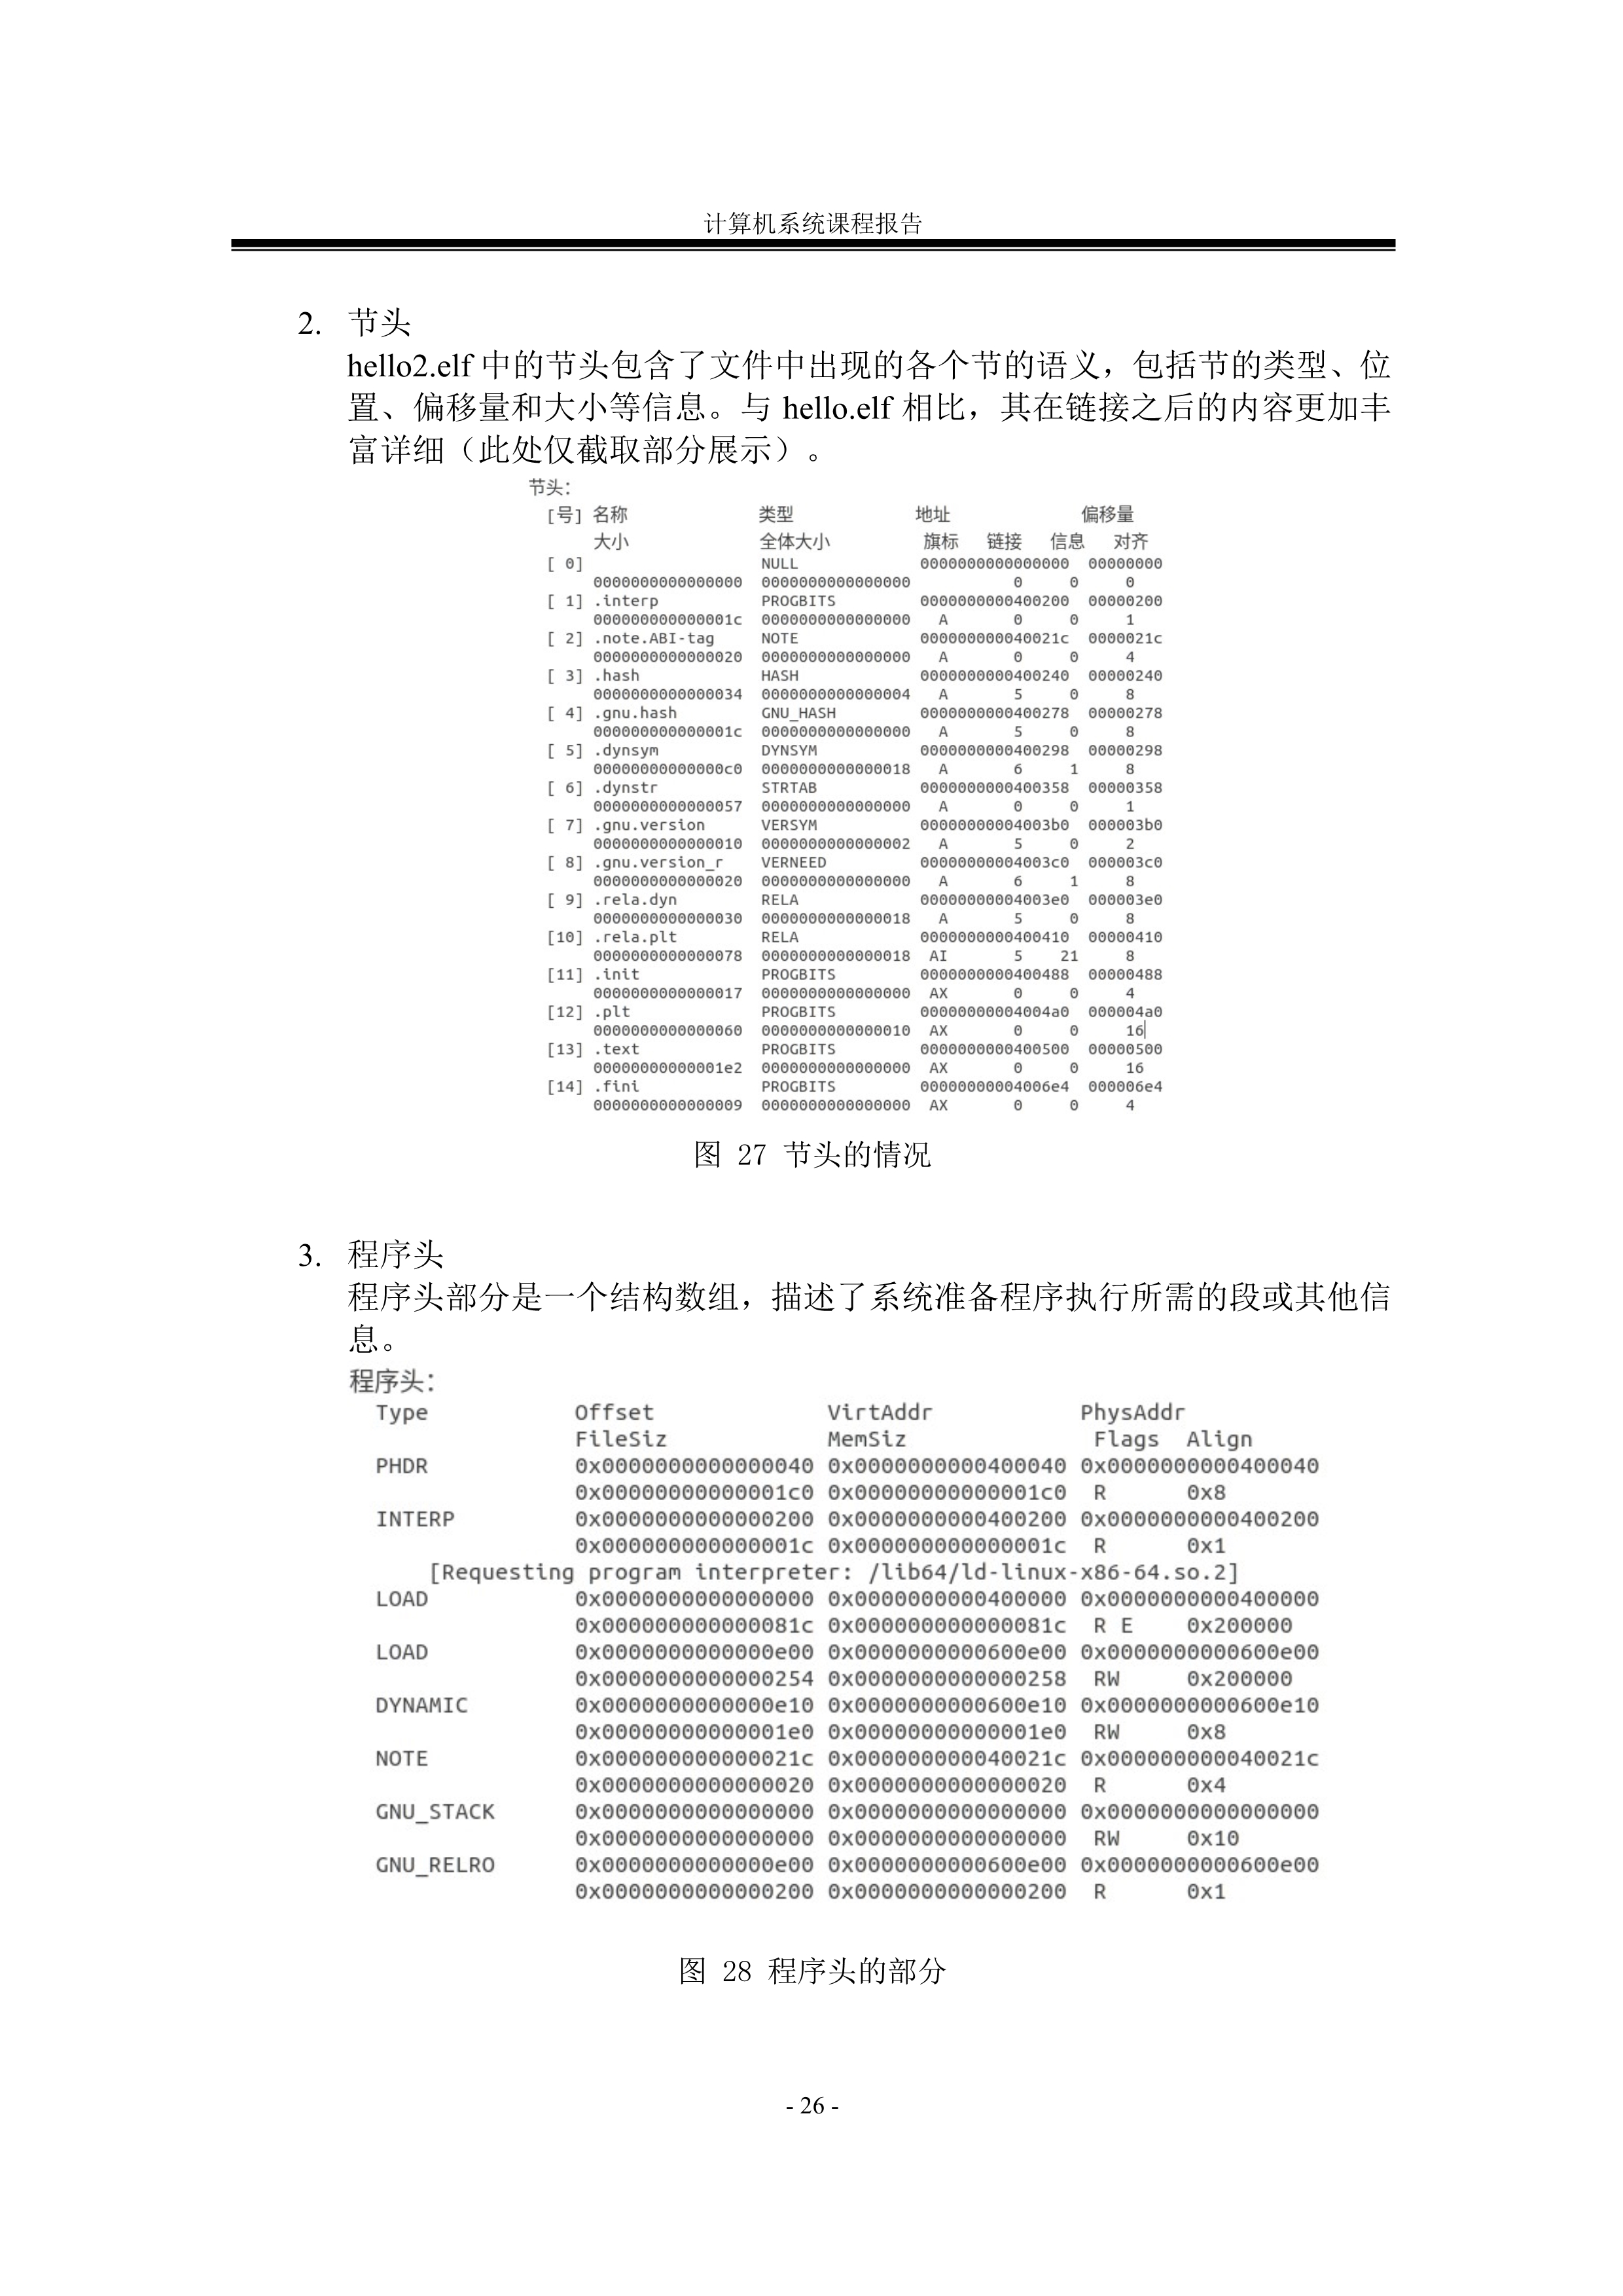 计算机系统课程报告
2. 节头
hello2.elf 中的节头包含了文件中出现的各个节的语义，包括节的类型、位
置、偏移量和大小等信息。与 hello.elf 相比，其在链接之后的内容更加丰
富详细（此处仅截取部分展示）。
节头：
[号] 名称 类型 地址 偏移量
大小 全体大小 旗标 链接 信息 对齐
[ 0] NULL 0000000000000000 00000000
0000000000000000 0000000000000000 0 0 0
[ 1] .interp PROGBITS 0000000000400200 00000200
000000000000001c 0000000000000000 A 0 0 1
[ 2] .note.ABI-tag NOTE 000000000040021c 0000021c
0000000000000020 0000000000000000 A 0 0 4
[ 3] .hash HASH 0000000000400240 00000240
0000000000000034 0000000000000004 A 5 0 8
[ 4] .gnu.hash GNU_HASH 0000000000400278 00000278
000000000000001c 0000000000000000 A 5 0 8
[ 5] .dynsym DYNSYM 0000000000400298 00000298
00000000000000c0 0000000000000018 A 6 1 8
[ 6] .dynstr STRTAB 0000000000400358 00000358
0000000000000057 0000000000000000 A 0 0 1
[ 7] .gnu.version VERSYM 00000000004003b0 000003b0
0000000000000010 0000000000000002 A 5 0 2
[ 8] .gnu.version_r VERNEED 00000000004003c0 000003c0
0000000000000020 0000000000000000 A 6 1 8
[ 9] .rela.dyn RELA 00000000004003e0 000003e0
0000000000000030 0000000000000018 A 5 0 8
[10] .rela.plt RELA 0000000000400410 00000410
0000000000000078 0000000000000018 AI 5 21 8
[11] .init PROGBITS 0000000000400488 00000488
0000000000000017 0000000000000000 AX 0 0 4
[12] .plt PROGBITS 00000000004004a0 000004a0
0000000000000060 0000000000000010 AX 0 0 16
[13] .text PROGBITS 0000000000400500 00000500
00000000000001e2 0000000000000000 AX 0 0 16
[14] .fini PROGBITS 00000000004006e4 000006e4
0000000000000009 0000000000000000 AX 0 0 4
图 27 节头的情况
3. 程序头
程序头部分是一个结构数组，描述了系统准备程序执行所需的段或其他信
息。
程序头：
Type Offset VirtAddr PhysAddr
FileSiz MemSiz Flags Align
PHDR 0x0000000000000040 0x0000000000400040 0x0000000000400040
0x00000000000001c0 0x00000000000001c0 R 0x8
INTERP 0x0000000000000200 0x0000000000400200 0x0000000000400200
0x000000000000001c 0x000000000000001c R 0x1
[Requesting program interpreter: /lib64/ld-linux-x86-64.so.2]
LOAD 0x0000000000000000 0x0000000000400000 0x0000000000400000
0x000000000000081c 0x000000000000081c R E 0x200000
LOAD 0x0000000000000e00 0x0000000000600e00 0x0000000000600e00
0x0000000000000254 0x0000000000000258 RW 0x200000
DYNAMIC 0x0000000000000e10 0x0000000000600e10 0x0000000000600e10
0x00000000000001e0 0x00000000000001e0 RW 0x8
NOTE 0x000000000000021c 0x000000000040021c 0x000000000040021c
0x0000000000000020 0x0000000000000020 R 0x4
GNU_STACK 0x0000000000000000 0x0000000000000000 0x0000000000000000
0x0000000000000000 0x0000000000000000 RW 0x10
GNU_RELRO 0x0000000000000e00 0x0000000000600e00 0x0000000000600e00
0x0000000000000200 0x0000000000000200 R 0x1
图 28 程序头的部分
- 26 -